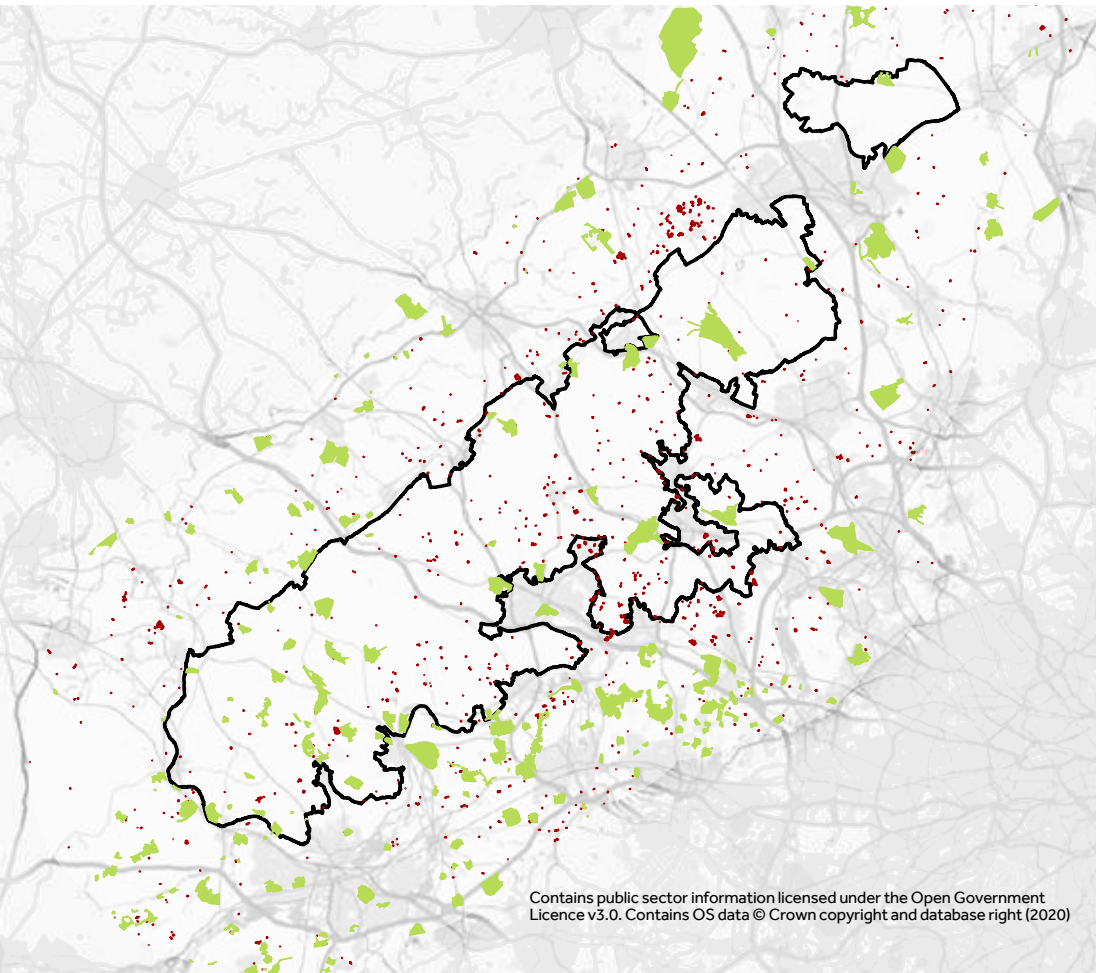 Contains public sector information licensed under the Open Government
Licence v3.0. Contains OS data © Crown copyright and database right (2020)